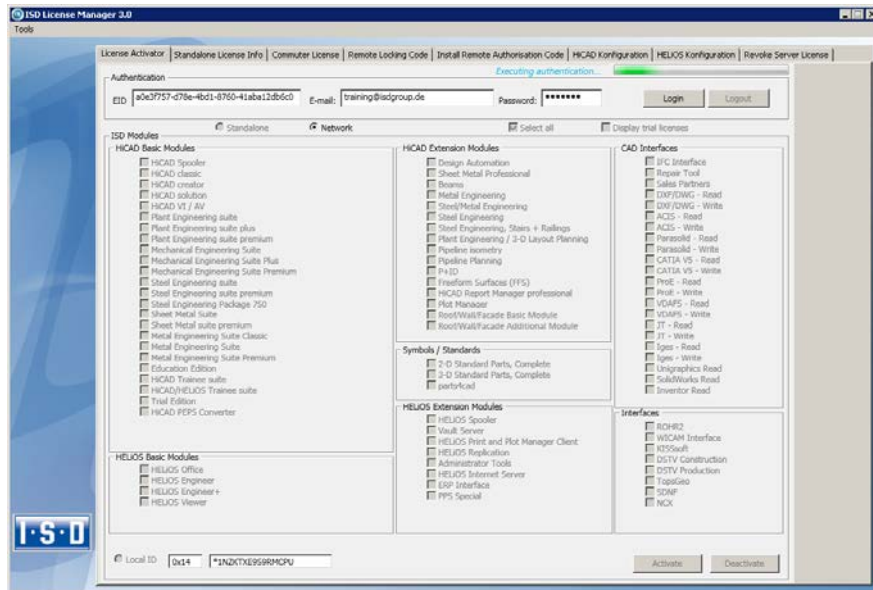 ISD License Manager 3.0
Tools
License Activator Standalone License Info Commuter License Remote Locking Code Install Remote Authorisation Code HiCAD Konfiguration HELiOS Konfiguration Revoke Server License
Executing authentication...
Authentication
EID a0e3f757-d78e-4bd1-8760-41aba12db6c0 E-mail: training@isdgroup.de Password: ******* Login Logout
Standalone Network Select all Display trial licenses
ISD Modules
HiCAD Basic Modules
HiCAD Spooler
HiCAD classic
HiCAD creator
HiCAD solution
HiCAD VI / AV
Plant Engineering suite
Plant Engineering suite plus
Plant Engineering suite premium
Mechanical Engineering Suite
Mechanical Engineering Suite Plus
Mechanical Engineering Suite Premium
Steel Engineering suite
Steel Engineering suite premium
Steel Engineering Package 750
Sheet Metal Suite
Sheet Metal suite premium
Metal Engineering Suite Classic
Metal Engineering Suite
Metal Engineering Suite Premium
Education Edition
HiCAD Trainee suite
HiCAD/HELiOS Trainee suite
Trial Edition
HiCAD PEPS Converter
HELiOS Basic Modules
HELiOS Office
HELiOS Engineer
HELiOS Engineer+
HELiOS Viewer
HiCAD Extension Modules
Design Automation
Sheet Metal Professional
Beams
Metal Engineering
Steel/Metal Engineering
Steel Engineering
Steel Engineering, Stairs + Railings
Plant Engineering / 3-D Layout Planning
Pipeline isometry
Pipeline Planning
P+ID
Freeform Surfaces (FFS)
HiCAD Report Manager professional
Plot Manager
Roof/Wall/Facade Basic Module
Roof/Wall/Facade Additional Module
Symbols / Standards
2-D Standard Parts, Complete
3-D Standard Parts, Complete
parts4cad
HELiOS Extension Modules
HELiOS Spooler
Vault Server
HELiOS Print and Plot Manager Client
HELiOS Replication
Administrator Tools
HELiOS Internet Server
ERP Interface
PPS Special
CAD Interfaces
IFC Interface
Repair Tool
Sales Partners
DXF/DWG - Read
DXF/DWG - Write
ACIS - Read
ACIS - Write
Parasolid - Read
Parasolid - Write
CATIA V5 - Read
CATIA V5 - Write
ProE - Read
ProE - Write
VDAFS - Read
VDAFS - Write
JT - Read
JT - Write
Iges - Read
Iges - Write
Unigraphics Read
SolidWorks Read
Inventor Read
Interfaces
ROHR2
WICAM Interface
KISSsoft
DSTV Construction
DSTV Production
TopsGeo
SDNF
NCX
I·S·D
Local ID 0x14 *1NZKTXE9S9RMCPU
Activate Deactivate